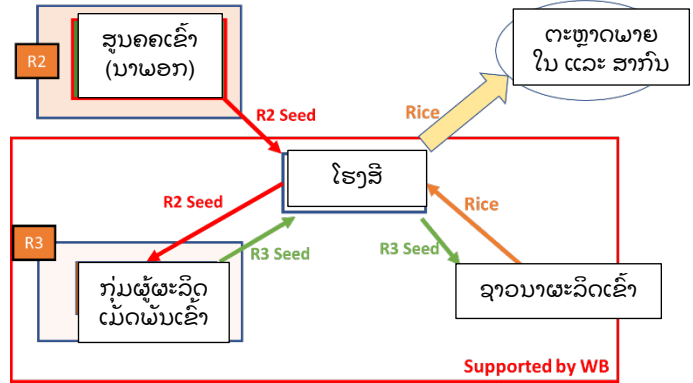 R2
ສູນຄຄເຂົ້າ
(ນາພອກ)
ຕະຫຼາດພາຍ
ໃນ ແລະ ສາກົນ
R2 Seed
Rice
ໂຮງສີ
R2 Seed
Rice
R3
R3 Seed
R3 Seed
ກຸ່ມຜູ້ຜະລິດ
ເມັດພັນເຂົ້າ
ຊາວນາຜະລິດເຂົ້າ
Supported by WB